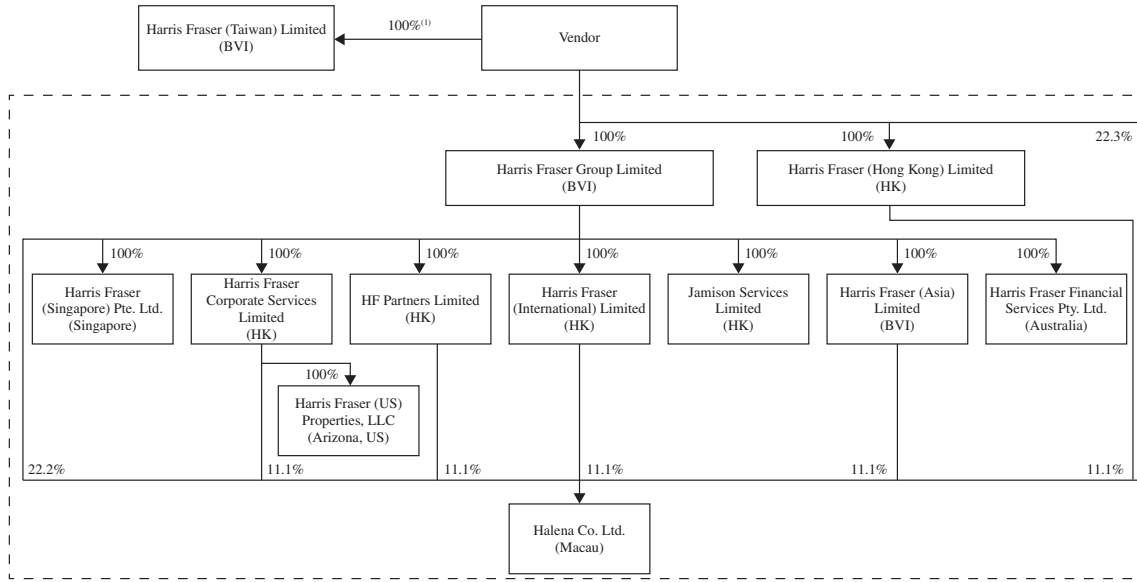 Harris Fraser (Taiwan) Limited
(BVI)
100%(1)
Vendor
100%
100%
22.3%
Harris Fraser Group Limited
(BVI)
Harris Fraser (Hong Kong) Limited
(HK)
100%
100%
100%
100%
100%
100%
100%
Harris Fraser
(Singapore) Pte. Ltd.
(Singapore)
Harris Fraser
Corporate Services
Limited
(HK)
HF Partners Limited
(HK)
Harris Fraser
(International) Limited
(HK)
Jamison Services
Limited
(HK)
Harris Fraser (Asia)
Limited
(BVI)
Harris Fraser Financial
Services Pty. Ltd.
(Australia)
100%
Harris Fraser (US)
Properties, LLC
(Arizona, US)
22.2%
11.1%
11.1%
11.1%
11.1%
11.1%
Halena Co. Ltd.
(Macau)